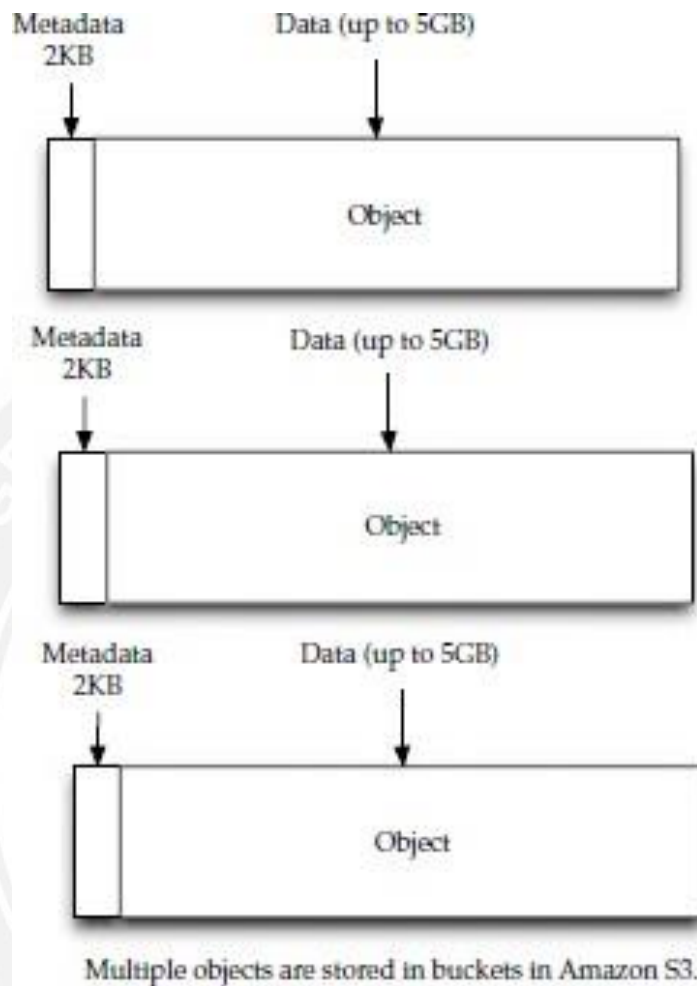 Metadata Data (up to 5GB)
2KB
Object
Metadata Data (up to 5GB)
2KB
Object
Metadata Data (up to 5GB)
2KB
Object
Multiple objects are stored in buckets in Amazon S3.